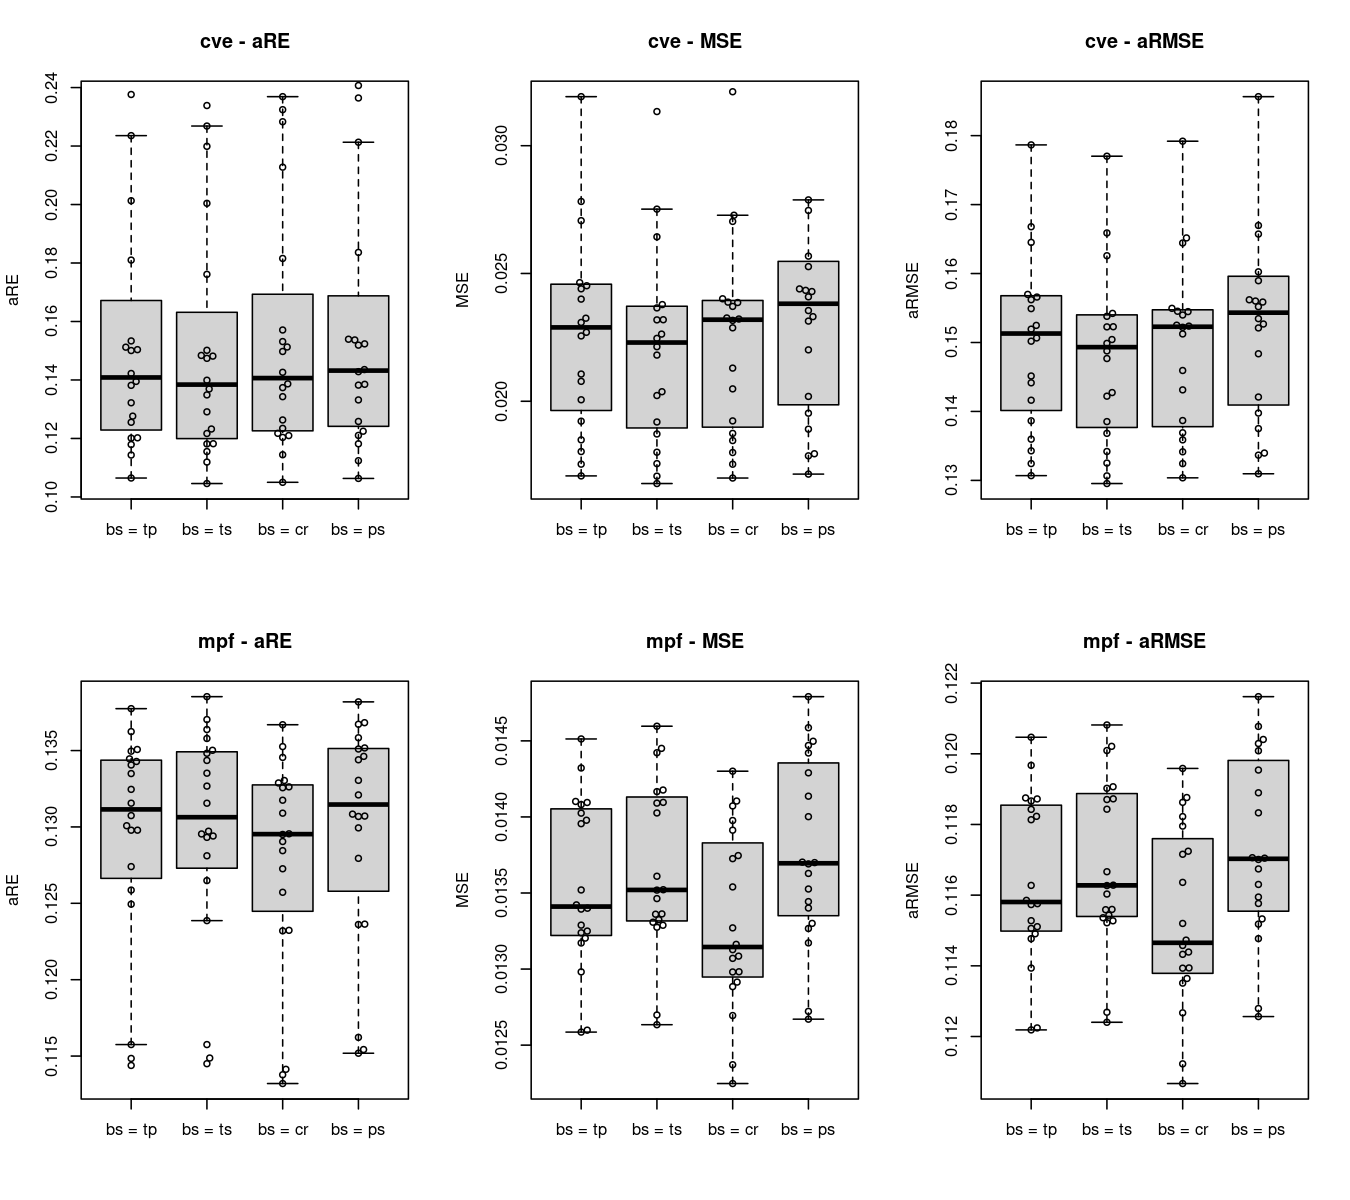 cve - aRE
aRE
0.24
0.22
0.20
0.18
0.16
0.14
0.12
0.10
bs = tp bs = ts bs = cr bs = ps
cve - MSE
MSE
0.030
0.025
0.020
bs = tp bs = ts bs = cr bs = ps
cve - aRMSE
aRMSE
0.18
0.17
0.16
0.15
0.14
0.13
bs = tp bs = ts bs = cr bs = ps
mpf - aRE
aRE
0.135
0.130
0.125
0.120
0.115
bs = tp bs = ts bs = cr bs = ps
mpf - MSE
MSE
0.0145
0.0140
0.0135
0.0130
0.0125
bs = tp bs = ts bs = cr bs = ps
mpf - aRMSE
aRMSE
0.122
0.120
0.118
0.116
0.114
0.112
bs = tp bs = ts bs = cr bs = ps